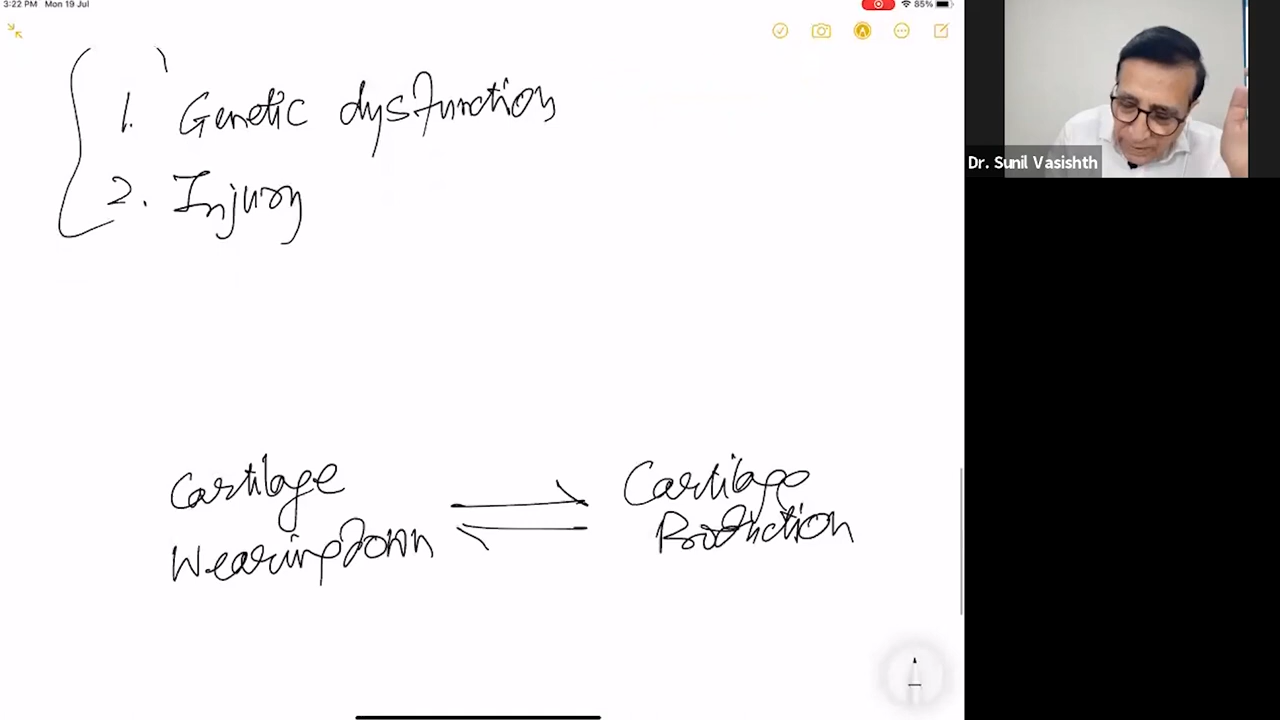 3:22 PM Mon 19 Jul
85%
1. Genetic dysfunction
2. Injury
Cartilage
Wearing down
Cartilage
Production
Dr. Sunil Vasishth